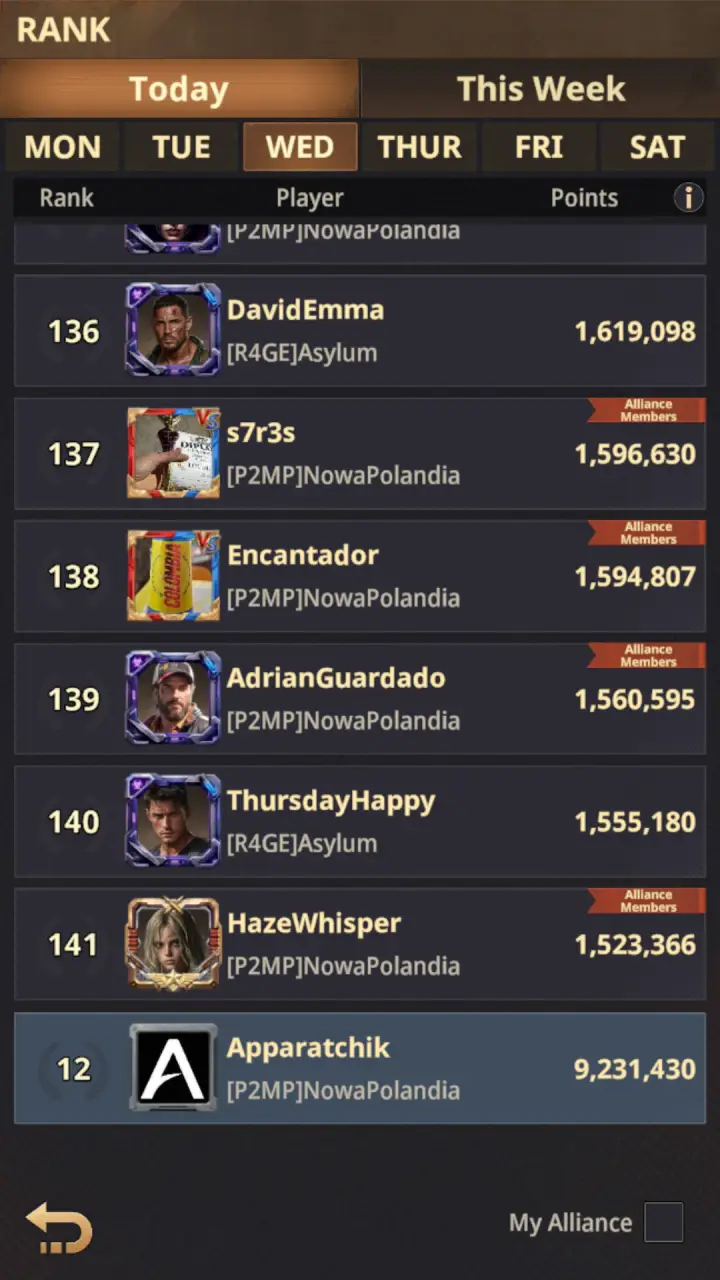 RANK
Today
This Week
MON TUE WED THUR FRI SAT
Rank Player Points i
[P2MP]NowaPolandia
136 DavidEmma 1,619,098
[R4GE]Asylum
Alliance
Members
137 s7r3s 1,596,630
[P2MP]NowaPolandia
Alliance
Members
138 Encantador 1,594,807
COLOMBIA
[P2MP]NowaPolandia
Alliance
Members
139 AdrianGuardado 1,560,595
[P2MP]NowaPolandia
140 ThursdayHappy 1,555,180
[R4GE]Asylum
Alliance
Members
141 HazeWhisper 1,523,366
[P2MP]NowaPolandia
12 Apparatchik 9,231,430
[P2MP]NowaPolandia
My Alliance